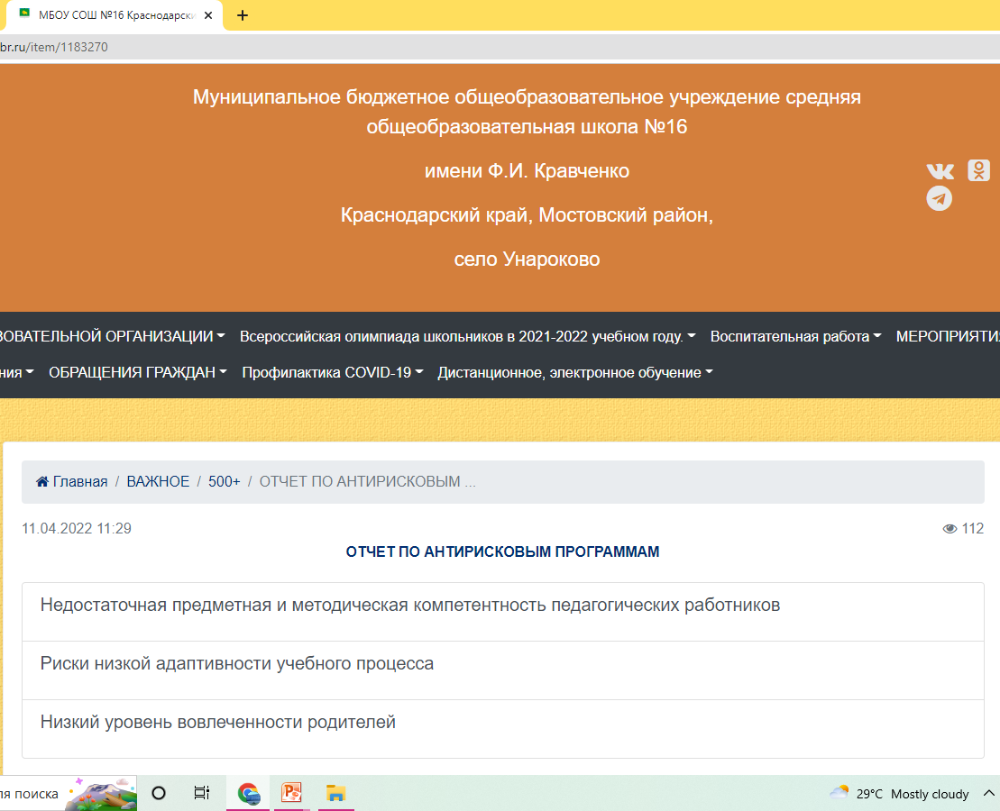 МБОУ СОШ №16 Краснодарски
br.ru/item/1183270
Муниципальное бюджетное общеобразовательное учреждение средняя
общеобразовательная школа №16
имени Ф.И. Кравченко
Краснодарский край, Мостовский район,
село Унароково
ЗОВАТЕЛЬНОЙ ОРГАНИЗАЦИИ Всероссийская олимпиада школьников в 2021-2022 учебном году. Воспитательная работа МЕРОПРИЯТИ
ния ОБРАЩЕНИЯ ГРАЖДАН Профилактика COVID-19 Дистанционное, электронное обучение
Главная / ВАЖНОЕ / 500+ / ОТЧЕТ ПО АНТИРИСКОВЫМ ...
11.04.2022 11:29 112
ОТЧЕТ ПО АНТИРИСКОВЫМ ПРОГРАММАМ
Недостаточная предметная и методическая компетентность педагогических работников
Риски низкой адаптивности учебного процесса
Низкий уровень вовлеченности родителей
ля поиска 29°C Mostly cloudy